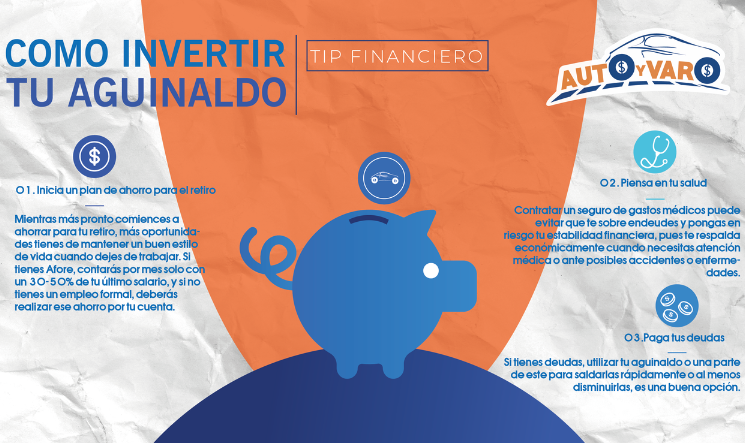 COMO INVERTIR
TU AGUINALDO
TIP FINANCIERO
AUTO Y VARO
01. Inicia un plan de ahorro para el retiro
Mientras más pronto comiences a
ahorrar para tu retiro, más oportunida-
des tienes de mantener un buen estilo
de vida cuando dejes de trabajar. Si
tienes Afore, contarás por mes solo con
un 30-50% de tu último salario, y si no
tienes un empleo formal, deberás
realizar ese ahorro por tu cuenta.
02. Piensa en tu salud
Contratar un seguro de gastos médicos puede
evitar que te sobre endeudes y pongas en
riesgo tu estabilidad financiera, pues te respalda
económicamente cuando necesitas atención
médica o ante posibles accidentes o enferme-
dades.
03.Paga tus deudas
Si tienes deudas, utilizar tu aguinaldo o una parte
de este para saldarlas rápidamente o al menos
disminuirlas, es una buena opción.